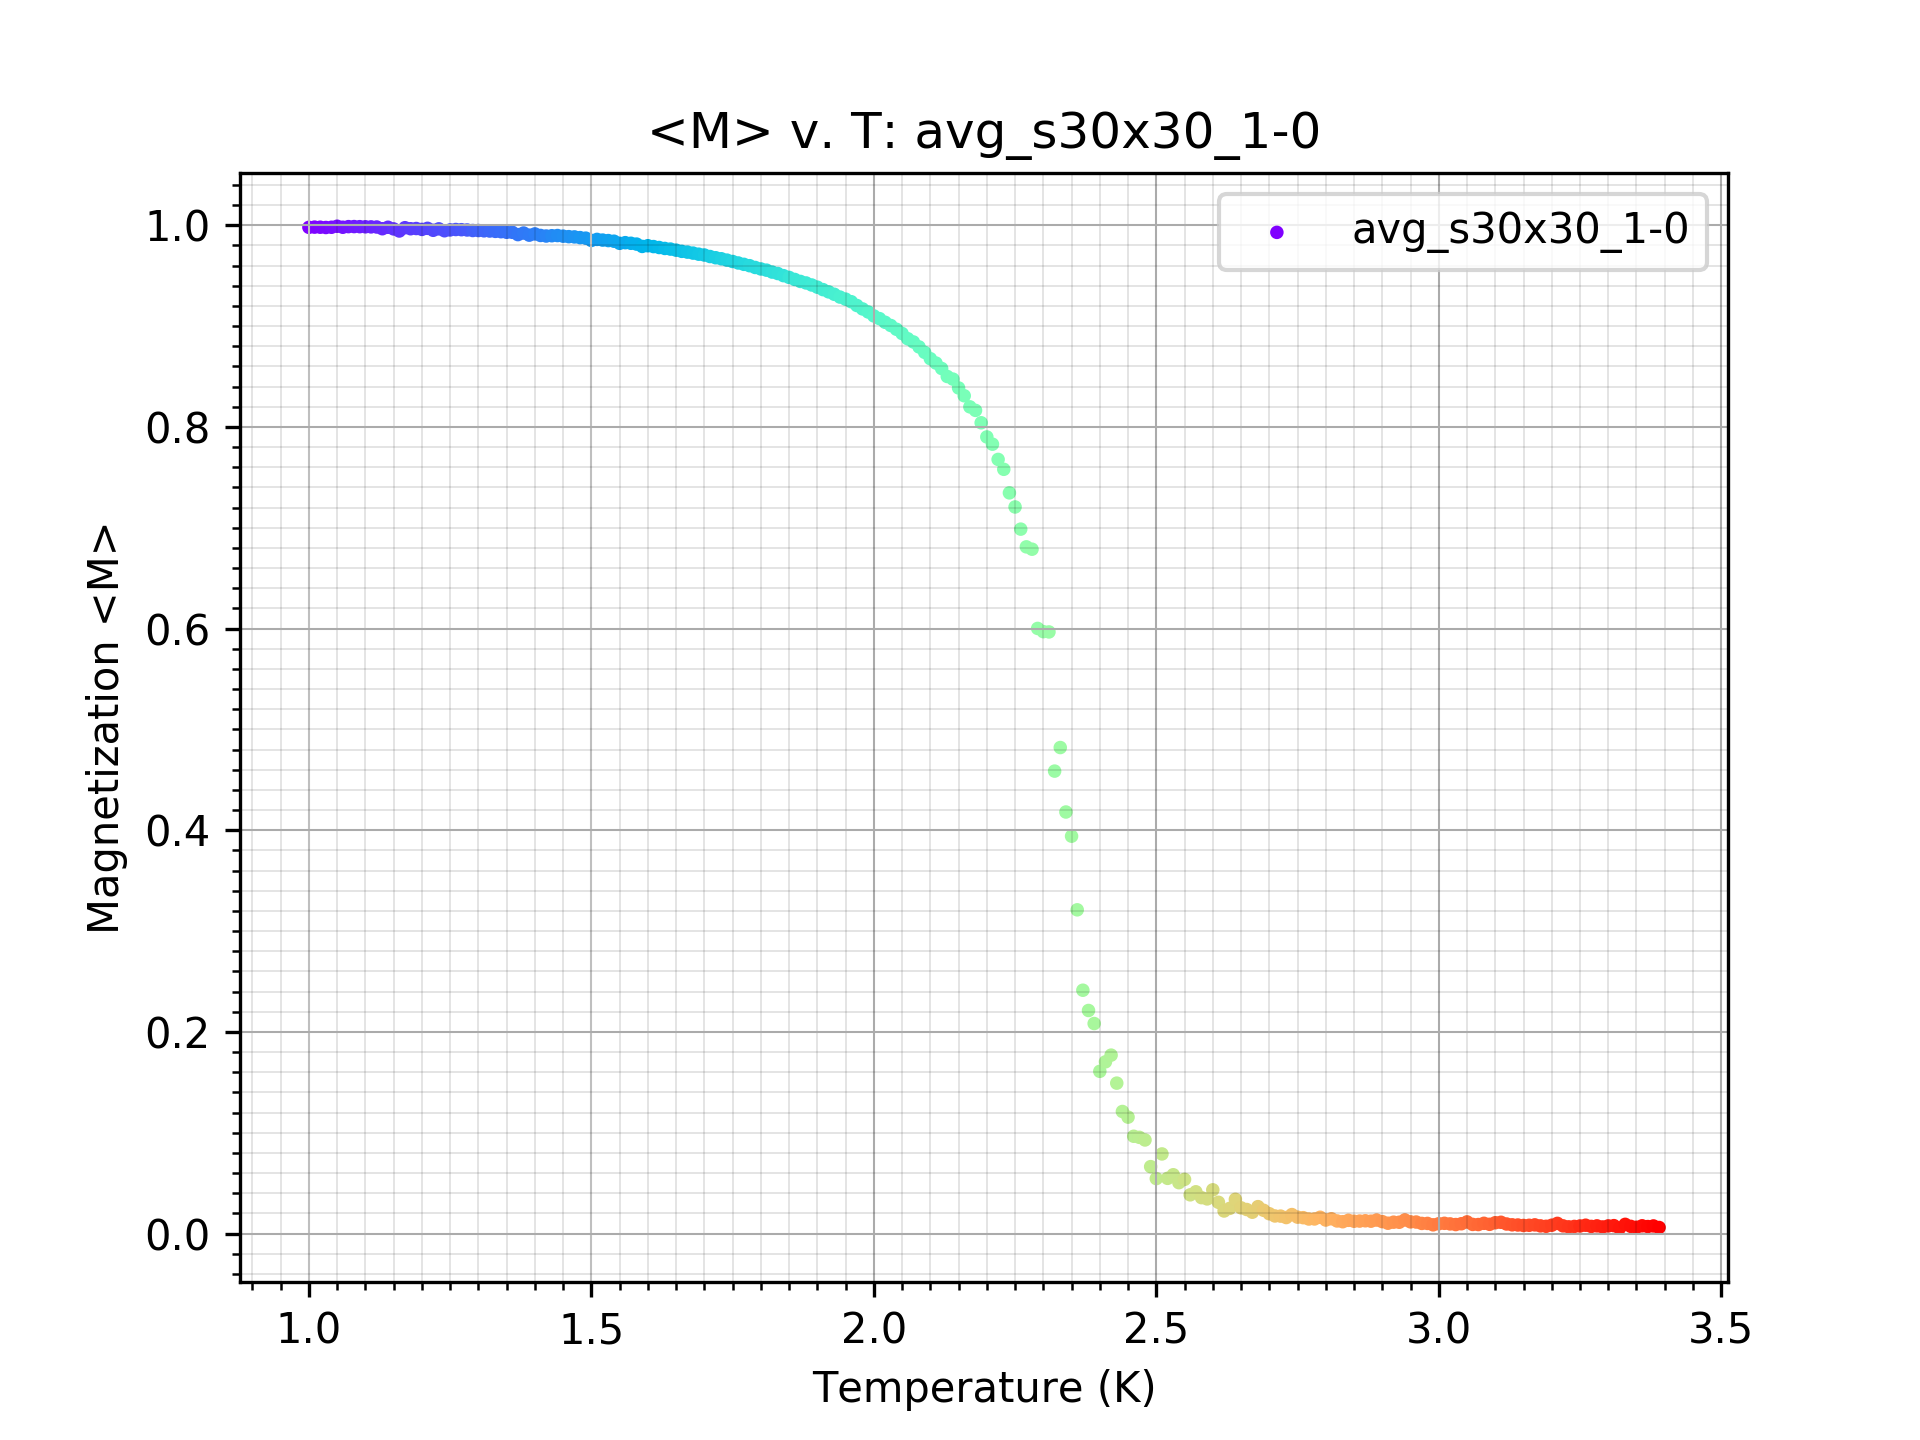 <M> v. T: avg_s30x30_1-0
avg_s30x30_1-0
Magnetization <M>
1.0
0.8
0.6
0.4
0.2
0.0
1.0 1.5 2.0 2.5 3.0 3.5
Temperature (K)